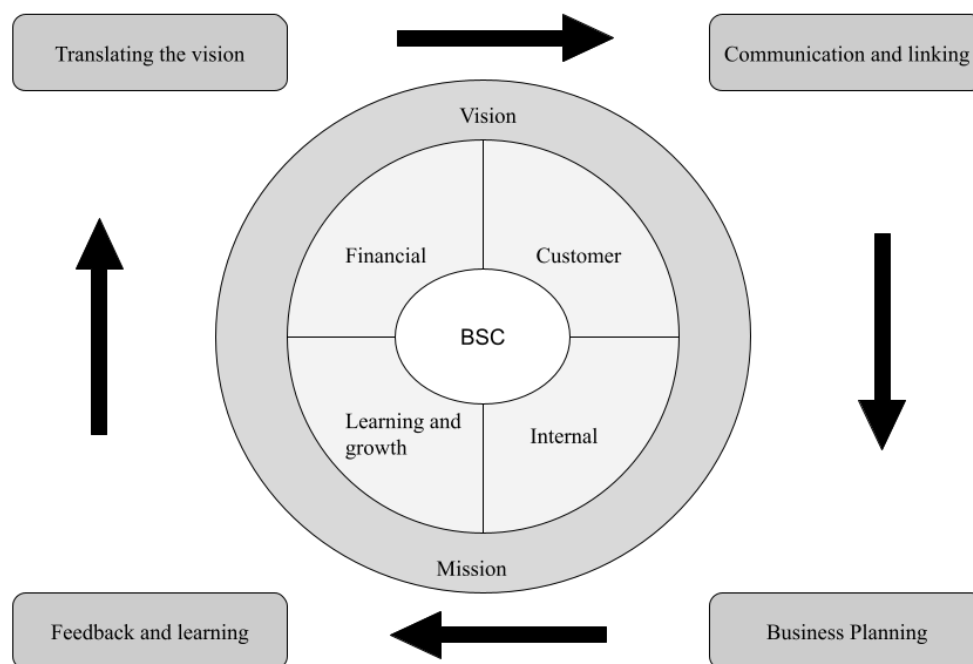 Translating the vision
Communication and linking
Vision
Financial
Customer
BSC
Learning and
growth
Internal
Mission
Feedback and learning
Business Planning